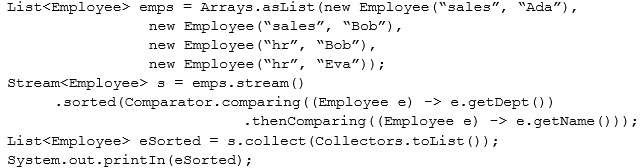 List<Employee> emps = Arrays.asList(new Employee(“sales”, “Ada”),
new Employee(“sales”, “Bob”),
new Employee(“hr”, “Bob”),
new Employee(“hr”, “Eva”));
Stream<Employee> s = emps.stream()
.sorted(Comparator.comparing((Employee e) -> e.getDept())
.thenComparing((Employee e) -> e.getName()));
List<Employee> eSorted = s.collect(Collectors.toList());
System.out.printIn(eSorted);